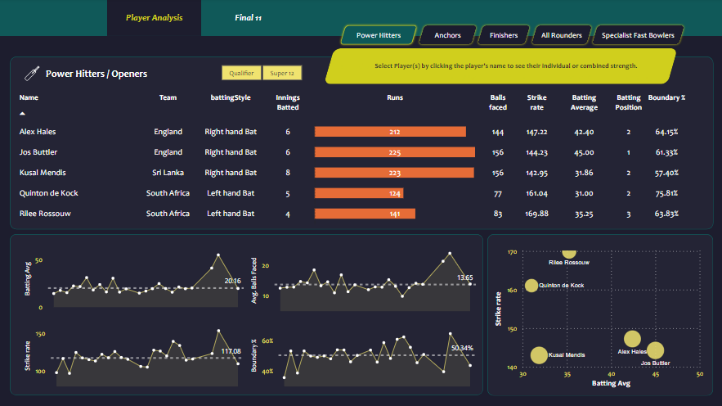 Player Analysis Final 11
Power Hitters Anchors Finishers All Rounders Specialist Fast Bowlers
Select Player(s) by clicking the player's name to see their individual or combined strength.
Power Hitters / Openers Qualifier Super 12
Name Team battingStyle Innings Batted Runs Balls faced Strike rate Batting Average Batting Position Boundary %
Alex Hales England Right hand Bat 6 212 144 147.22 42.40 2 64.15%
Jos Buttler England Right hand Bat 6 225 156 144.23 45.00 1 61.33%
Kusal Mendis Sri Lanka Right hand Bat 8 223 156 142.95 31.86 2 57.40%
Quinton de Kock South Africa Left hand Bat 5 124 77 161.04 31.00 2 75.81%
Rilee Rossouw South Africa Left hand Bat 4 141 83 169.88 35.25 3 63.83%
Batting Avg
50
0
20.16
Avg. Balls Faced
20
10
13.65
Strike rate
150
100
117.08
Boundary %
60%
40%
50.34%
Strike rate
170
160
150
140
Rilee Rossouw
Quinton de Kock
Kusal Mendis
Alex Hales
Jos Buttler
30 35 40 45 50
Batting Avg